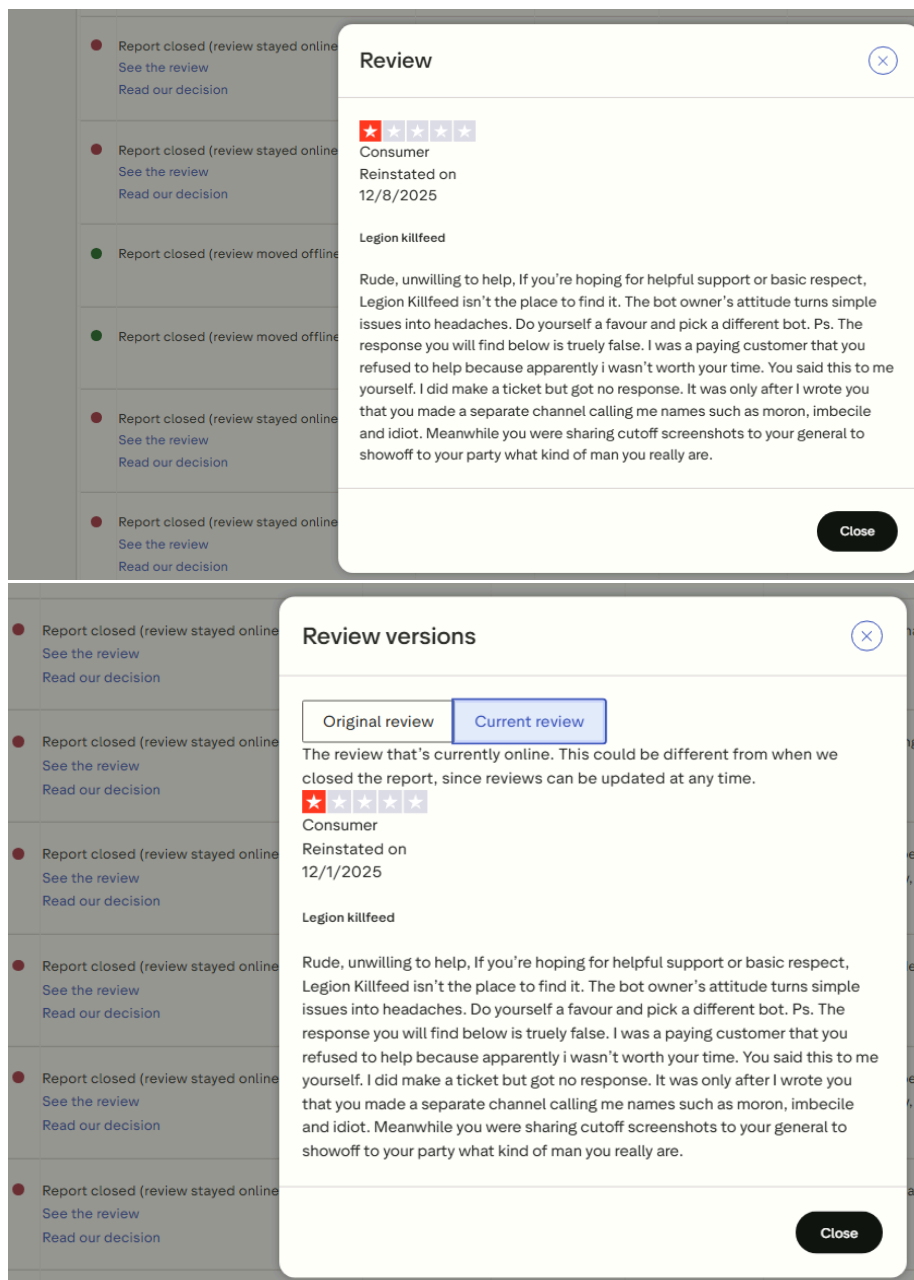 Report closed (review stayed online
See the review
Read our decision
Report closed (review stayed online
See the review
Read our decision
Report closed (review moved offline
Report closed (review moved offline
Report closed (review stayed online
See the review
Read our decision
Report closed (review stayed online
See the review
Read our decision
Review
Consumer
Reinstated on
12/8/2025
Legion killfeed
Rude, unwilling to help, If you're hoping for helpful support or basic respect,
Legion Killfeed isn't the place to find it. The bot owner's attitude turns simple
issues into headaches. Do yourself a favour and pick a different bot. Ps. The
response you will find below is truely false. I was a paying customer that you
refused to help because apparently i wasn't worth your time. You said this to me
yourself. I did make a ticket but got no response. It was only after I wrote you
that you made a separate channel calling me names such as moron, imbecile
and idiot. Meanwhile you were sharing cutoff screenshots to your general to
showoff to your party what kind of man you really are.
Close
Report closed (review stayed online
See the review
Read our decision
Report closed (review stayed online
See the review
Read our decision
Report closed (review stayed online
See the review
Read our decision
Report closed (review stayed online
See the review
Read our decision
Report closed (review stayed online
See the review
Read our decision
Report closed (review stayed online
See the review
Read our decision
Review versions
Original review
Current review
The review that's currently online. This could be different from when we
closed the report, since reviews can be updated at any time.
Consumer
Reinstated on
12/1/2025
Legion killfeed
Rude, unwilling to help, If you're hoping for helpful support or basic respect,
Legion Killfeed isn't the place to find it. The bot owner's attitude turns simple
issues into headaches. Do yourself a favour and pick a different bot. Ps. The
response you will find below is truely false. I was a paying customer that you
refused to help because apparently i wasn't worth your time. You said this to me
yourself. I did make a ticket but got no response. It was only after I wrote you
that you made a separate channel calling me names such as moron, imbecile
and idiot. Meanwhile you were sharing cutoff screenshots to your general to
showoff to your party what kind of man you really are.
Close